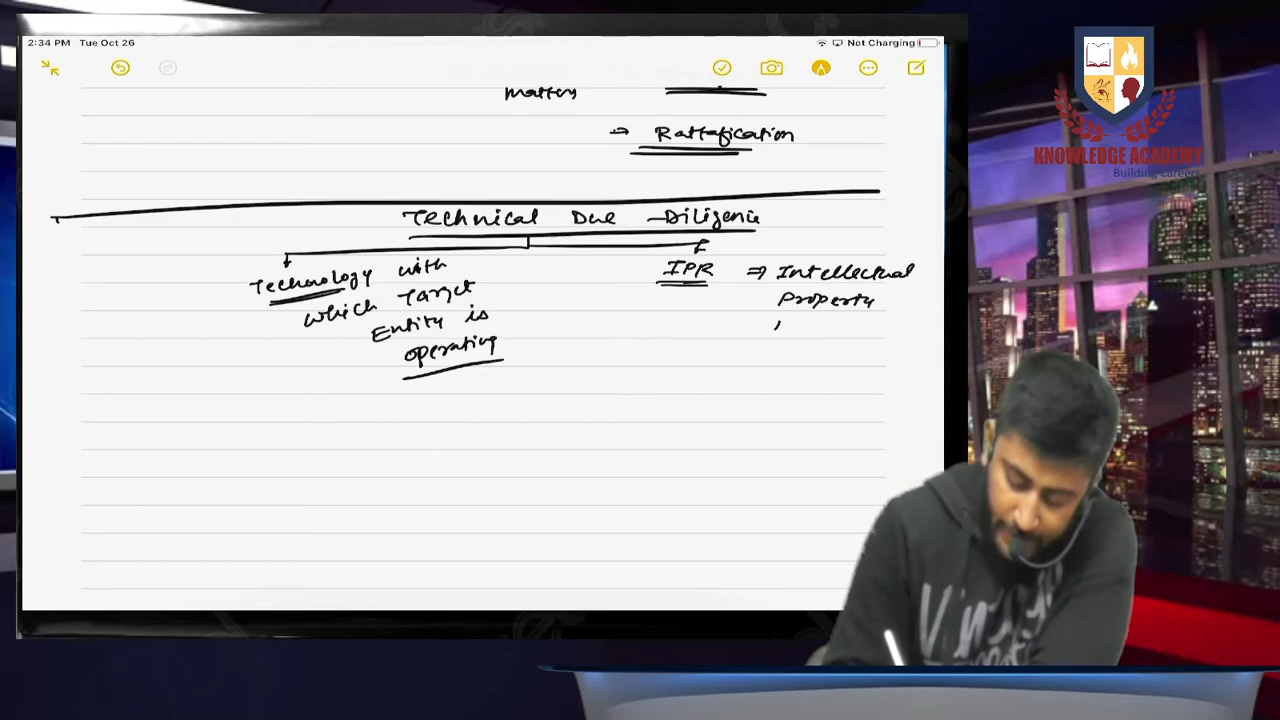 2:34 PM Tue Oct 26
Not Charging
matters
⇒ Rattafication
Technical Due Diligence
Technology with
which Target
Entity is
operating
IPR ⇒ Intellectual
Property
KNOWLEDGE ACADEMY
Building Careers